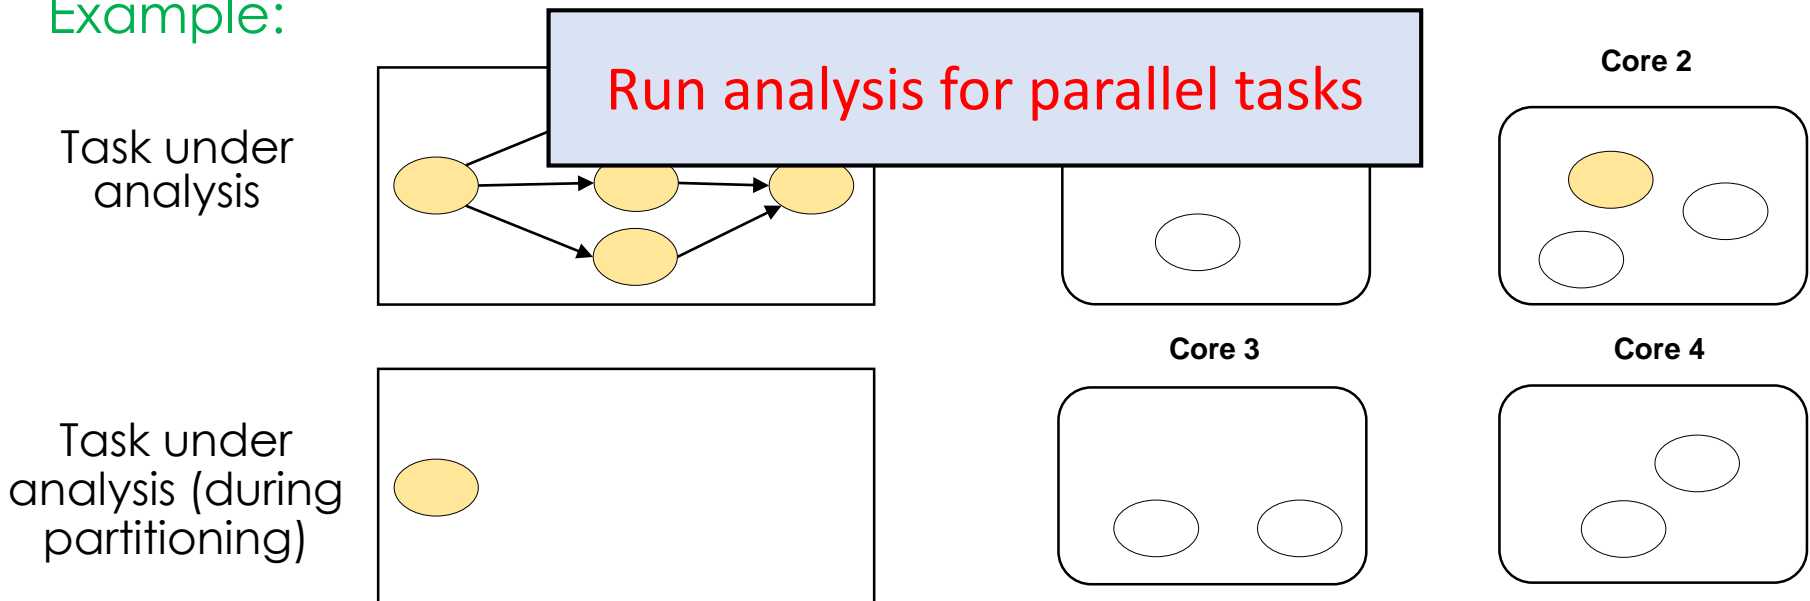 Example:
Run analysis for parallel tasks
Core 2
Task under
analysis
Core 3
Core 4
Task under
analysis (during
partitioning)